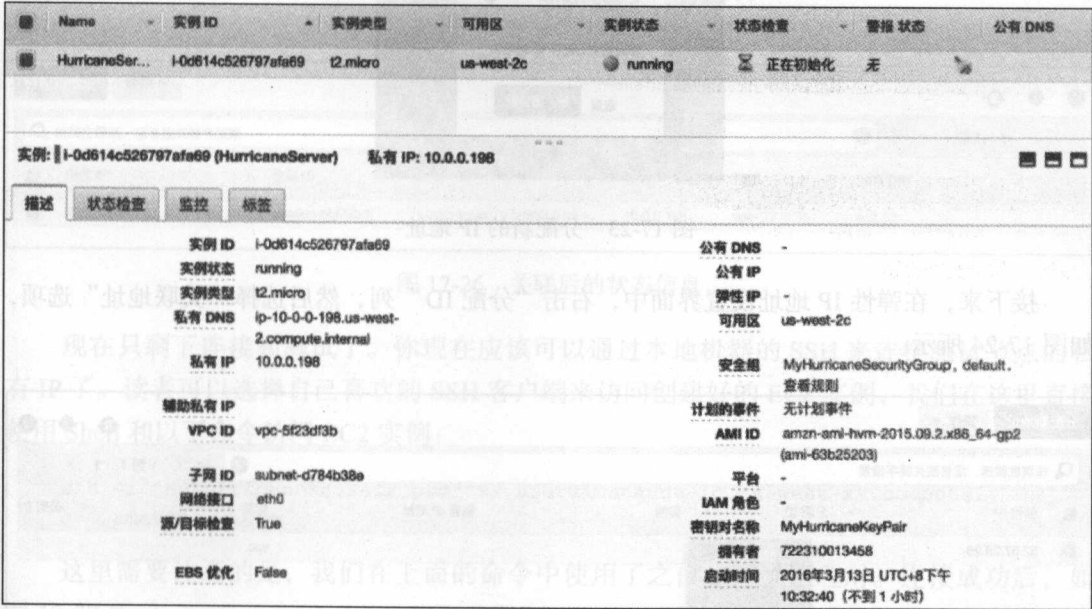 Name 实例 ID 实例类型 可用区 实例状态 状态检查 警报 状态 公有 DNS
HurricaneSer... i-0d614c526797afa69 t2.micro us-west-2c running 正在初始化 无
实例: i-0d614c526797afa69 (HurricaneServer) 私有 IP: 10.0.0.198
描述 状态检查 监控 标签
实例 ID i-0d614c526797afa69
实例状态 running
实例类型 t2.micro
私有 DNS ip-10-0-0-198.us-west-
2.compute.internal
私有 IP 10.0.0.198
辅助私有 IP
VPC ID vpc-5f23df3b
子网 ID subnet-d784b38e
网络接口 eth0
源/目标检查 True
EBS 优化 False
公有 DNS -
公有 IP -
弹性 IP -
可用区 us-west-2c
安全组 MyHurricaneSecurityGroup, default.
查看规则
计划的事件 无计划事件
AMI ID amzn-ami-hvm-2015.09.2.x86_64-gp2
(ami-63b25203)
平台 -
IAM 角色 -
密钥对名称 MyHurricaneKeyPair
拥有者 722310013458
启动时间 2016年3月13日 UTC+8下午
10:32:40 (不到 1 小时)